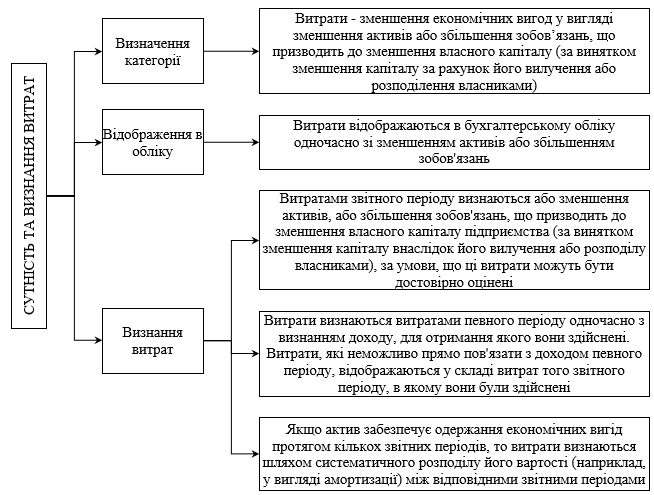 СУТНІСТЬ ТА ВИЗНАННЯ ВИТРАТ
Визначення
категорії
Витрати - зменшення економічних вигод у вигляді
зменшення активів або збільшення зобов’язань, що
призводить до зменшення власного капіталу (за винятком
зменшення капіталу за рахунок його вилучення або
розподілення власниками)
Відображення в
обліку
Витрати відображаються в бухгалтерському обліку
одночасно зі зменшенням активів або збільшенням
зобов'язань
Визнання
витрат
Витратами звітного періоду визнаються або зменшення
активів, або збільшення зобов'язань, що призводить до
зменшення власного капіталу підприємства (за винятком
зменшення капіталу внаслідок його вилучення або розподілу
власниками), за умови, що ці витрати можуть бути
достовірно оцінені
Витрати визнаються витратами певного періоду одночасно з
визнанням доходу, для отримання якого вони здійснені.
Витрати, які неможливо прямо пов'язати з доходом певного
періоду, відображаються у складі витрат того звітного
періоду, в якому вони були здійснені
Якщо актив забезпечує одержання економічних вигід
протягом кількох звітних періодів, то витрати визнаються
шляхом систематичного розподілу його вартості (наприклад,
у вигляді амортизації) між відповідними звітними періодами